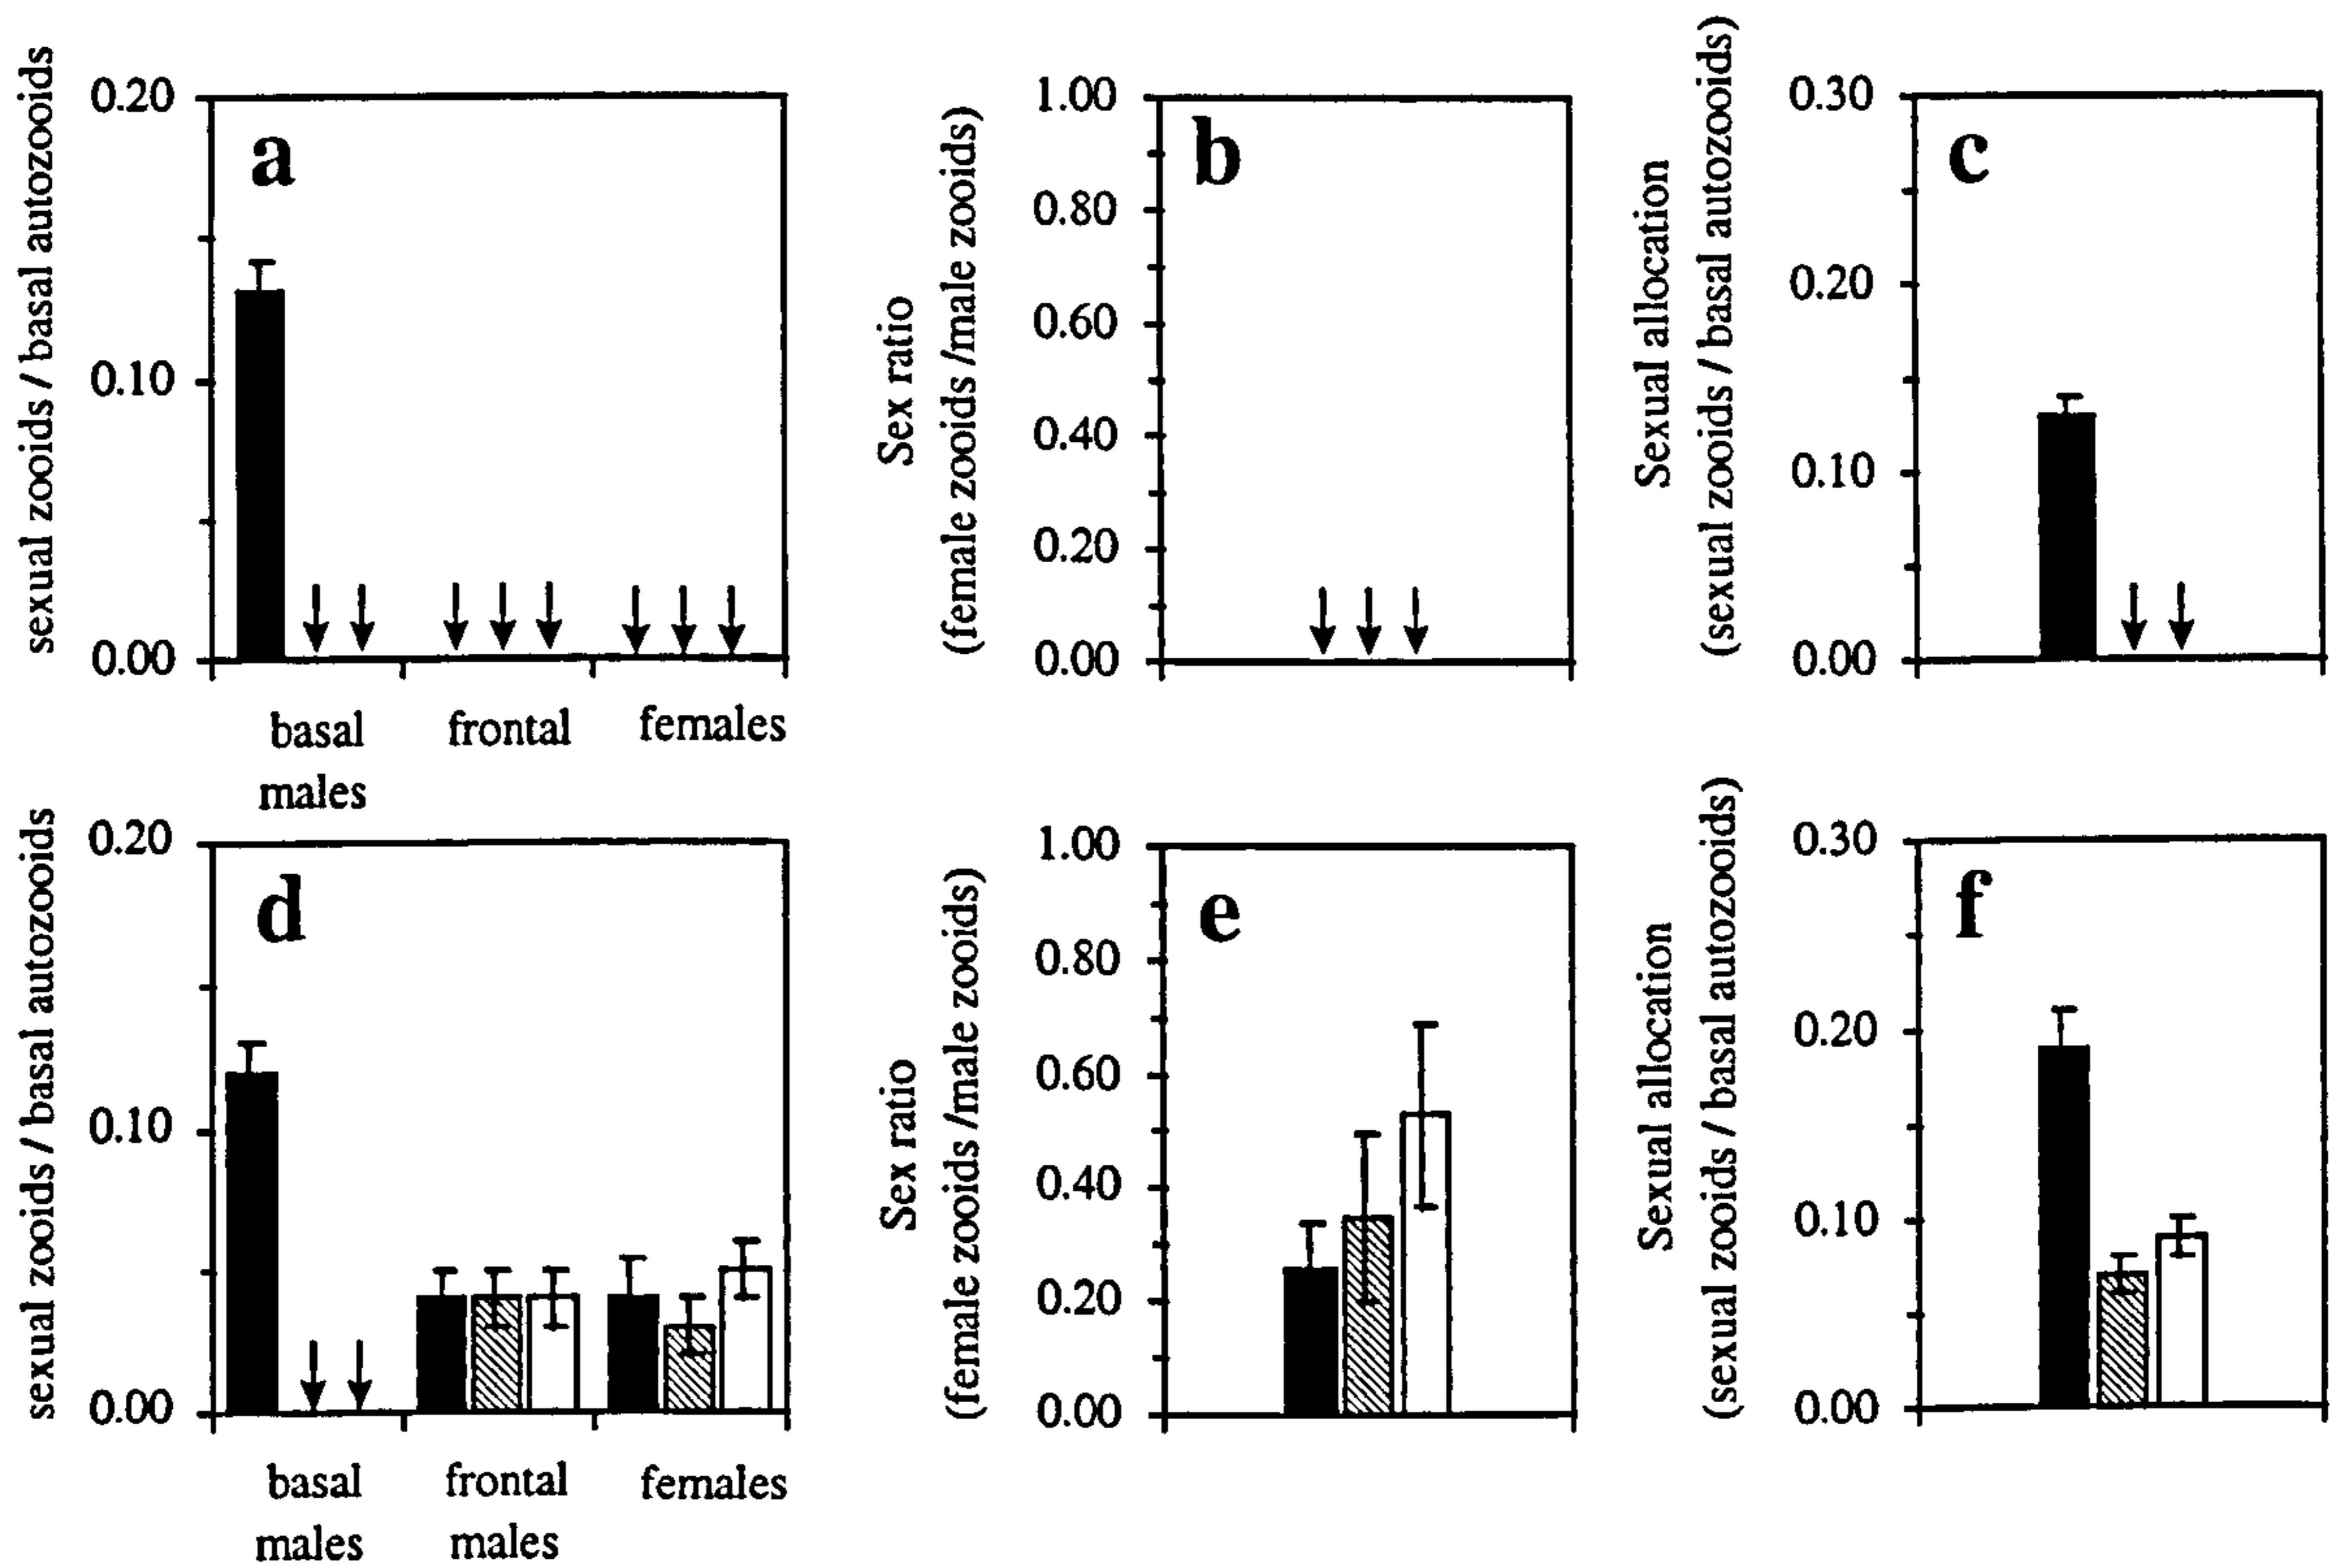 sexual zooids / basal autozooids
0.20
0.10
0.00
a
basal
males
frontal
females
Sex ratio
(female zooids /male zooids)
1.00
0.80
0.60
0.40
0.20
0.00
b
Sexual allocation
(sexual zooids / basal autozooids)
0.30
0.20
0.10
0.00
c
sexual zooids / basal autozooids
0.20
0.10
0.00
d
basal
males
frontal
males
females
Sex ratio
(female zooids /male zooids)
1.00
0.80
0.60
0.40
0.20
0.00
e
Sexual allocation
(sexual zooids / basal autozooids)
0.30
0.20
0.10
0.00
f